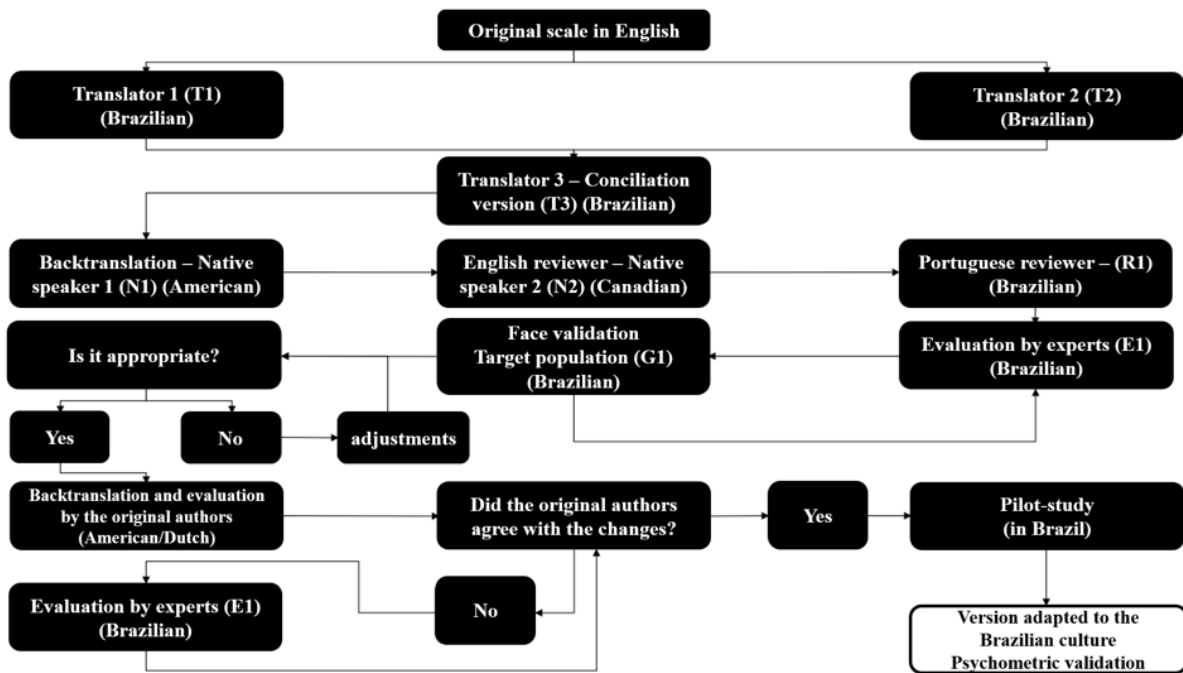 Original scale in English
Translator 1 (T1)
(Brazilian)
Translator 2 (T2)
(Brazilian)
Translator 3 – Conciliation
version (T3) (Brazilian)
Backtranslation – Native
speaker 1 (N1) (American)
English reviewer – Native
speaker 2 (N2) (Canadian)
Portuguese reviewer – (R1)
(Brazilian)
Is it appropriate?
Face validation
Target population (G1)
(Brazilian)
Evaluation by experts (E1)
(Brazilian)
Yes
No
adjustments
Backtranslation and evaluation
by the original authors
(American/Dutch)
Did the original authors
agree with the changes?
Yes
Pilot-study
(in Brazil)
Evaluation by experts (E1)
(Brazilian)
No
Version adapted to the
Brazilian culture
Psychometric validation